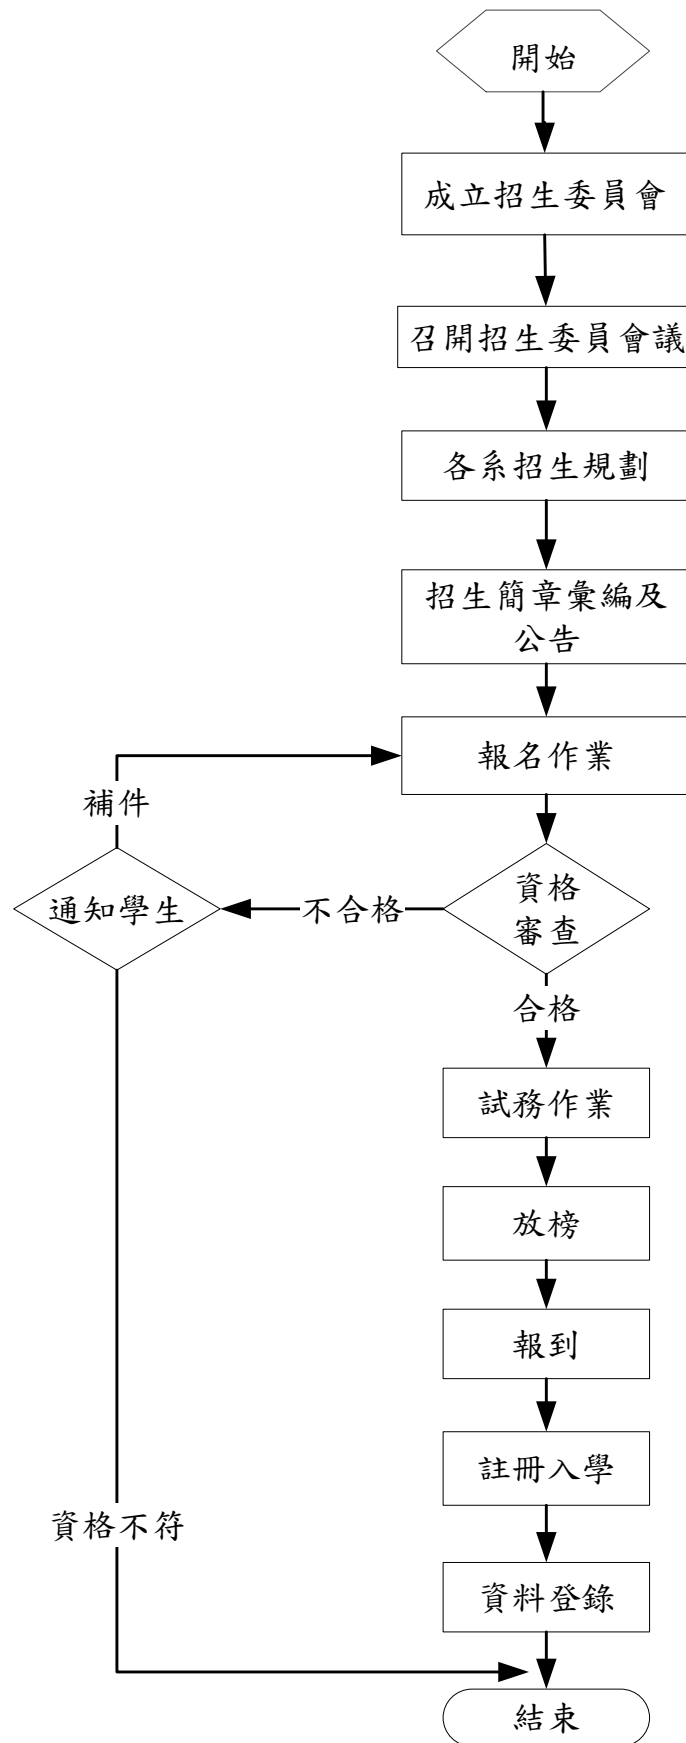 開始
成立招生委員會
召開招生委員會議
各系招生規劃
招生簡章彙編及
公告
報名作業
補件
通知學生
不合格
資格
審查
合格
試務作業
放榜
報到
註冊入學
資格不符
資料登錄
結束